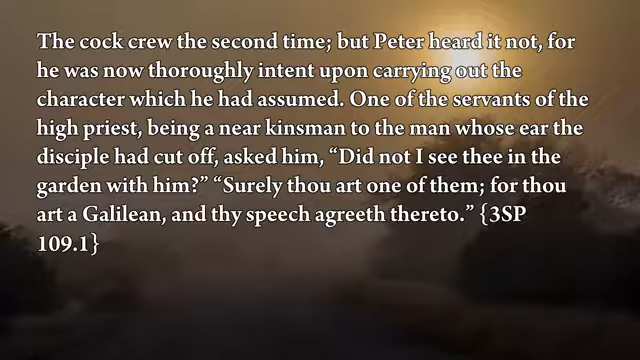 The cock crew the second time; but Peter heard it not, for
he was now thoroughly intent upon carrying out the
character which he had assumed. One of the servants of the
high priest, being a near kinsman to the man whose ear the
disciple had cut off, asked him, “Did not I see thee in the
garden with him?” “Surely thou art one of them; for thou
art a Galilean, and thy speech agreeth thereto.” {3SP
109.1}